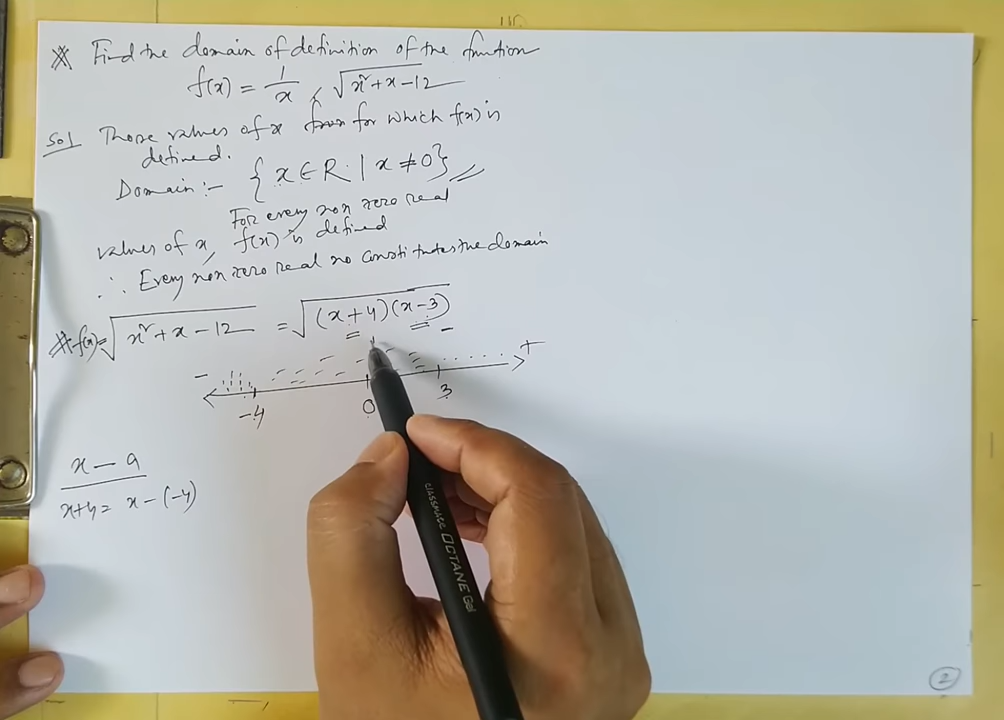 ※ Find the domain of definition of the function
f(x) = 1/x , √(x²+x-12)
Sol Those values of x for which f(x) is
defined.
Domain :- {x ∈ R | x ≠ 0}
For every non zero real
values of x, f(x) is defined
∴ Every non zero real no constitutes the domain
※ f(x)=√(x²+x-12) = √((x+4)(x-3))
-
- +
-4 0 3
x - a
x+4 = x-(-4)
classmate OCTANE Gel
2